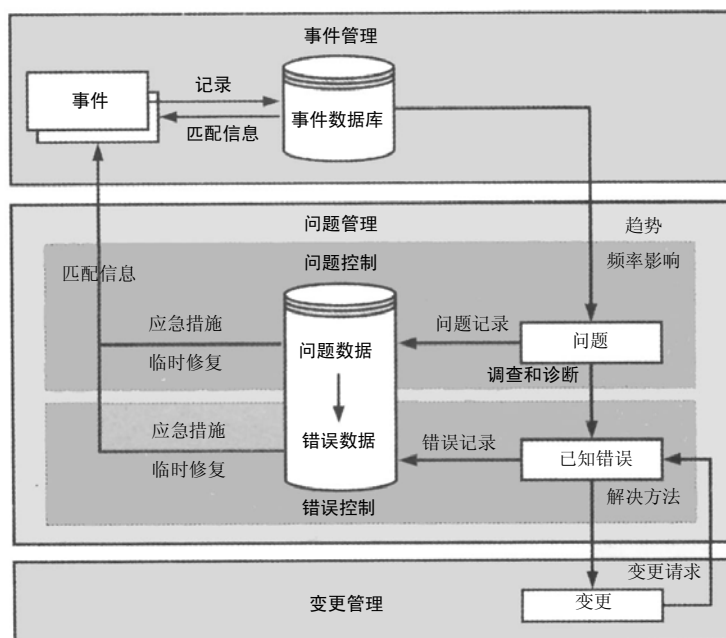 事件管理
事件
记录
匹配信息
事件数据库
问题管理
趋势
频率影响
问题控制
匹配信息
应急措施
临时修复
问题数据
问题记录
问题
调查和诊断
应急措施
临时修复
错误数据
错误记录
已知错误
错误控制
解决方法
变更管理
变更请求
变更